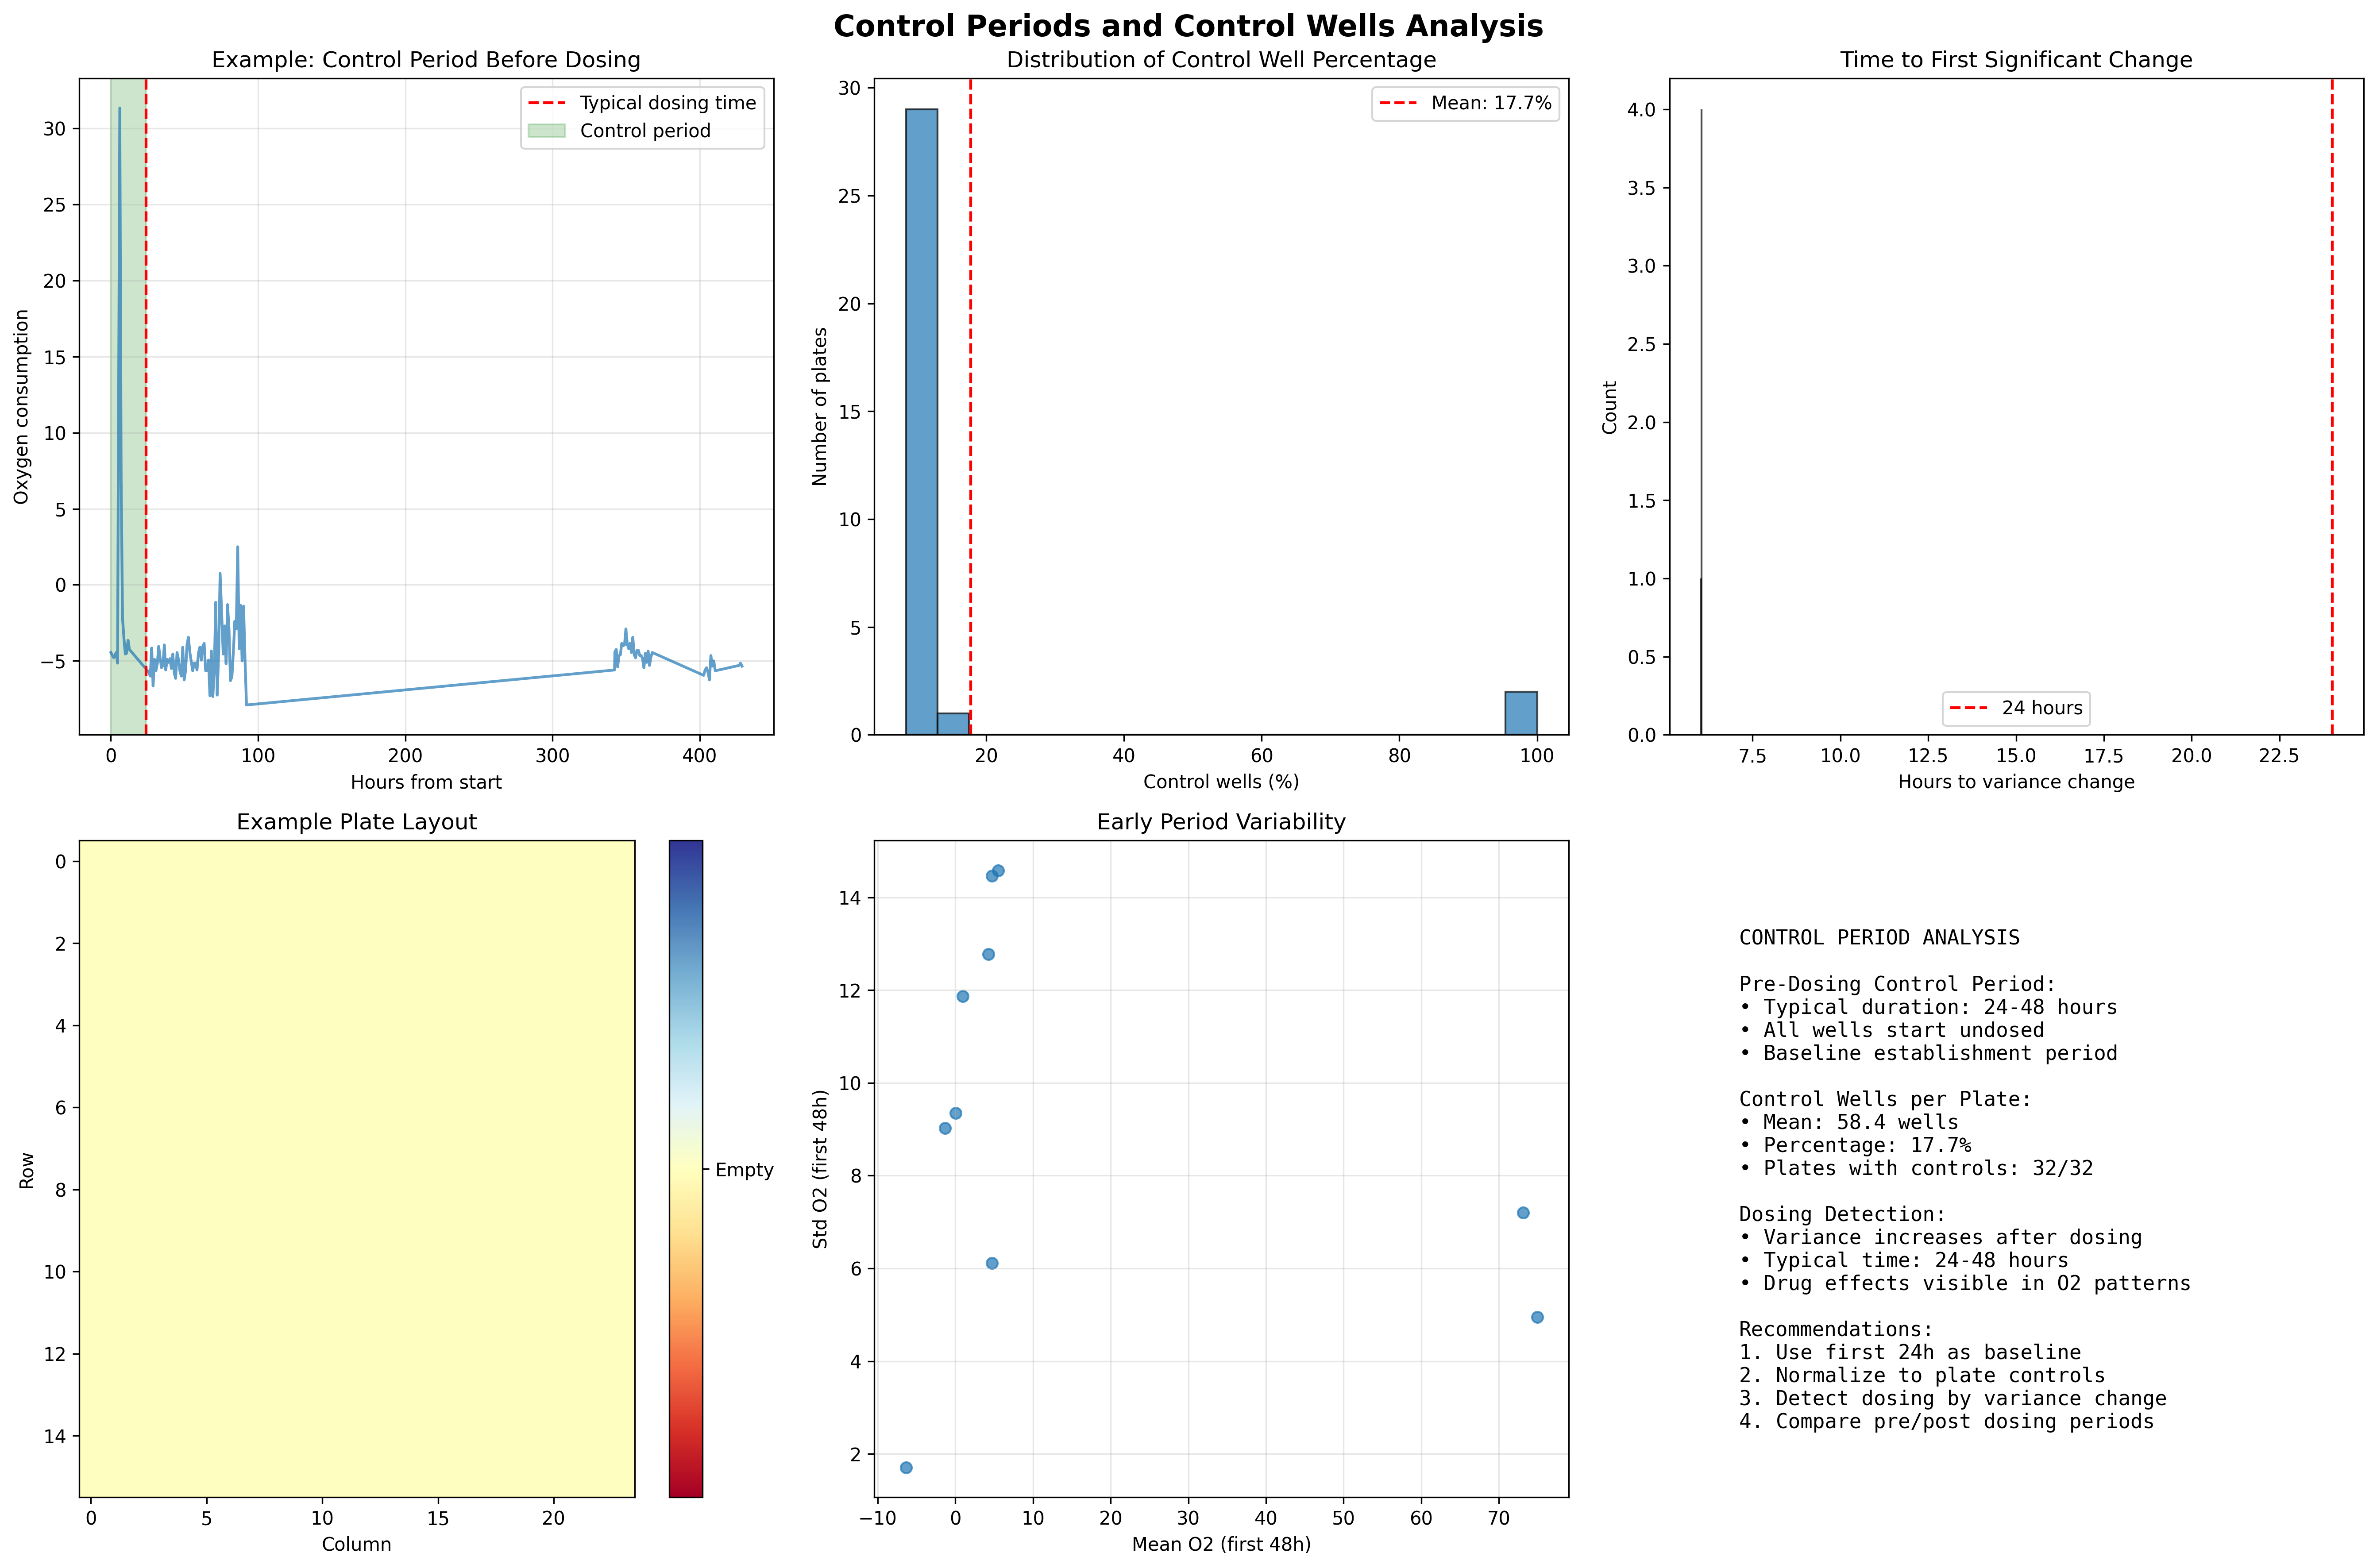 Control Periods and Control Wells Analysis
Example: Control Period Before Dosing
Oxygen consumption
30
25
20
15
10
5
0
−5
Typical dosing time
Control period
0
100
200
300
400
Hours from start
Distribution of Control Well Percentage
Number of plates
30
25
20
15
10
5
0
Mean: 17.7%
20
40
60
80
100
Control wells (%)
Time to First Significant Change
Count
4.0
3.5
3.0
2.5
2.0
1.5
1.0
0.5
0.0
24 hours
7.5
10.0
12.5
15.0
17.5
20.0
22.5
Hours to variance change
Example Plate Layout
Row
0
2
4
6
8
10
12
14
0
5
10
15
20
Column
Empty
Early Period Variability
Std O2 (first 48h)
14
12
10
8
6
4
2
−10
0
10
20
30
40
50
60
70
Mean O2 (first 48h)
CONTROL PERIOD ANALYSIS
Pre-Dosing Control Period:
• Typical duration: 24-48 hours
• All wells start undosed
• Baseline establishment period
Control Wells per Plate:
• Mean: 58.4 wells
• Percentage: 17.7%
• Plates with controls: 32/32
Dosing Detection:
• Variance increases after dosing
• Typical time: 24-48 hours
• Drug effects visible in O2 patterns
Recommendations:
1. Use first 24h as baseline
2. Normalize to plate controls
3. Detect dosing by variance change
4. Compare pre/post dosing periods